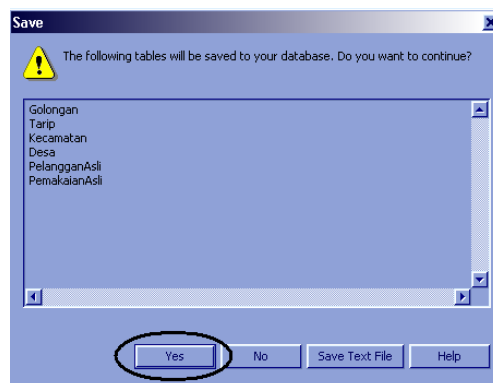 Save
The following tables will be saved to your database. Do you want to continue?
Golongan
Tarip
Kecamatan
Desa
PelangganAsli
PemakaianAsli
Yes No Save Text File Help